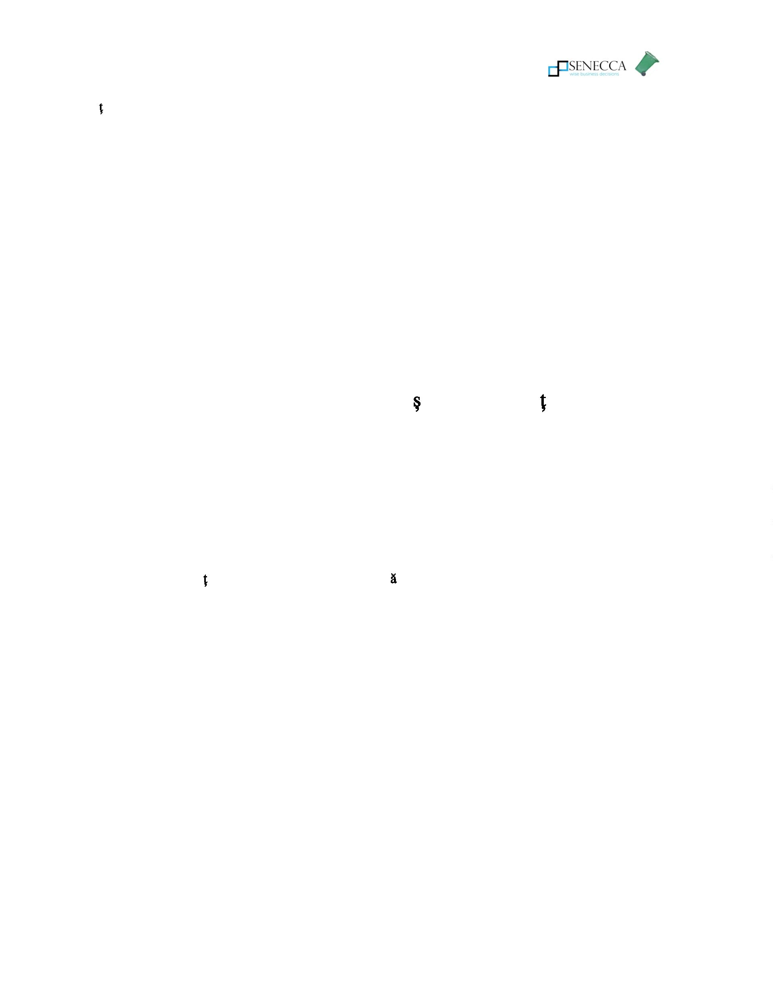 SENECCA
wise business decisions
ţ
ş ţ
ţ ă